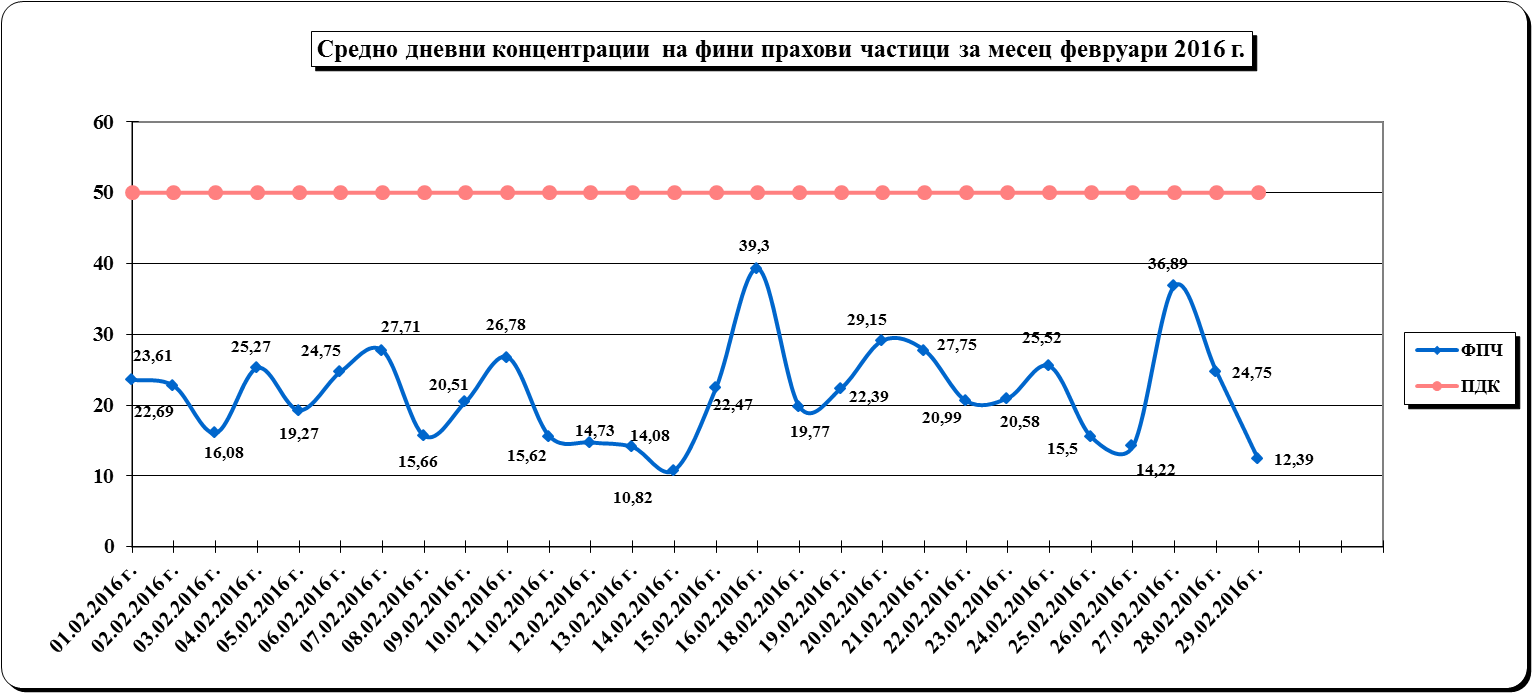 Средно дневни концентрации на фини прахови частици за месец февруари 2016 г.
60
50
40
30
20
10
0
23,61
22,69
16,08
25,27
19,27
24,75
27,71
15,66
20,51
26,78
15,62
14,73
14,08
10,82
22,47
39,3
19,77
22,39
29,15
27,75
20,99
20,58
25,52
15,5
14,22
36,89
24,75
12,39
01.02.2016 г.
02.02.2016 г.
03.02.2016 г.
04.02.2016 г.
05.02.2016 г.
06.02.2016 г.
07.02.2016 г.
08.02.2016 г.
09.02.2016 г.
10.02.2016 г.
11.02.2016 г.
12.02.2016 г.
13.02.2016 г.
14.02.2016 г.
15.02.2016 г.
16.02.2016 г.
18.02.2016 г.
19.02.2016 г.
20.02.2016 г.
21.02.2016 г.
22.02.2016 г.
23.02.2016 г.
24.02.2016 г.
25.02.2016 г.
26.02.2016 г.
27.02.2016 г.
28.02.2016 г.
29.02.2016 г.
ФПЧ
ПДК